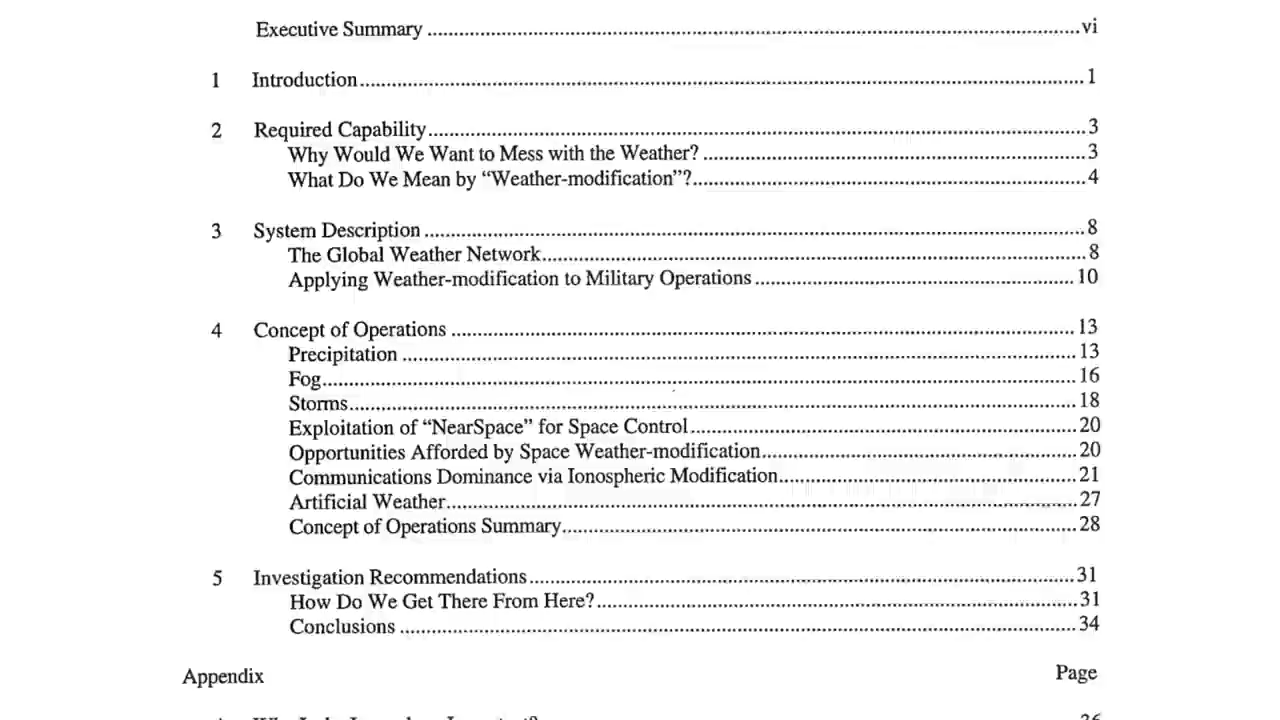 Executive Summary ........ vi
1 Introduction ........ 1
2 Required Capability ........ 3
Why Would We Want to Mess with the Weather? ........ 3
What Do We Mean by “Weather-modification”? ........ 4
3 System Description ........ 8
The Global Weather Network ........ 8
Applying Weather-modification to Military Operations ........ 10
4 Concept of Operations ........ 13
Precipitation ........ 13
Fog ........ 16
Storms ........ 18
Exploitation of “NearSpace” for Space Control ........ 20
Opportunities Afforded by Space Weather-modification ........ 20
Communications Dominance via Ionospheric Modification ........ 21
Artificial Weather ........ 27
Concept of Operations Summary ........ 28
5 Investigation Recommendations ........ 31
How Do We Get There From Here? ........ 31
Conclusions ........ 34
Appendix Page